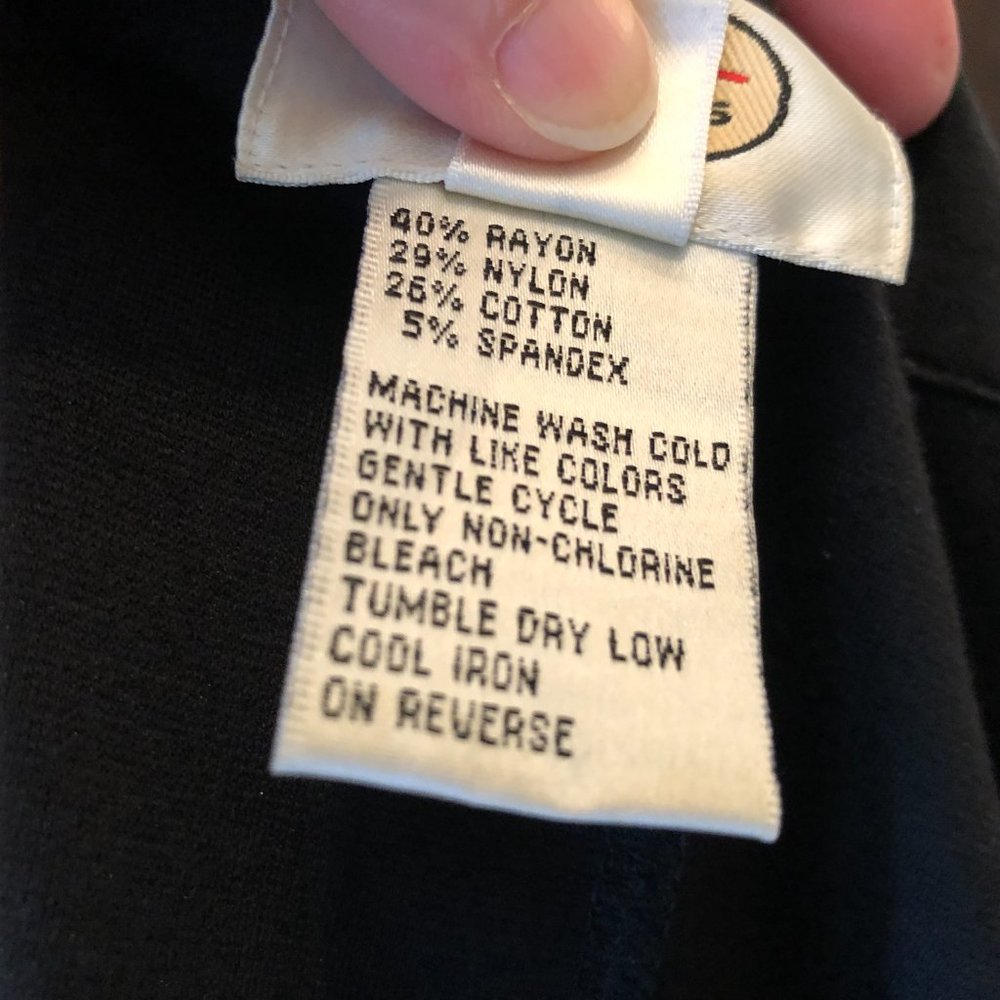 S
40% RAYON
29% NYLON
26% COTTON
5% SPANDEX
MACHINE WASH COLD
WITH LIKE COLORS
GENTLE CYCLE
ONLY NON-CHLORINE
BLEACH
TUMBLE DRY LOW
COOL IRON
ON REVERSE